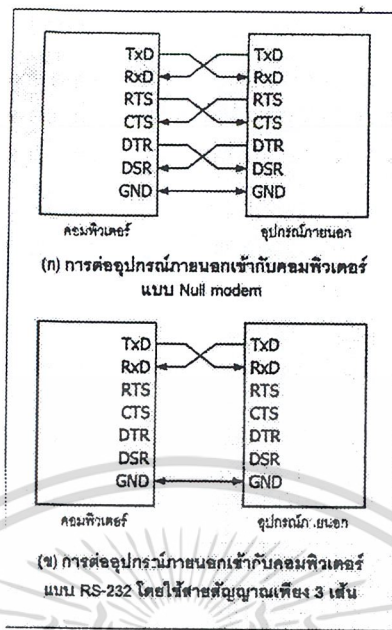 TxD TxD
RxD RxD
RTS RTS
CTS CTS
DTR DTR
DSR DSR
GND GND
คอมพิวเตอร์ อุปกรณ์ภายนอก
(ก) การต่ออุปกรณ์ภายนอกเข้ากับคอมพิวเตอร์
แบบ Null modem
TxD TxD
RxD RxD
RTS RTS
CTS CTS
DTR DTR
DSR DSR
GND GND
คอมพิวเตอร์ อุปกรณ์ภายนอก
(ข) การต่ออุปกรณ์ภายนอกเข้ากับคอมพิวเตอร์
แบบ RS-232 โดยใช้สายสัญญาณเพียง 3 เส้น